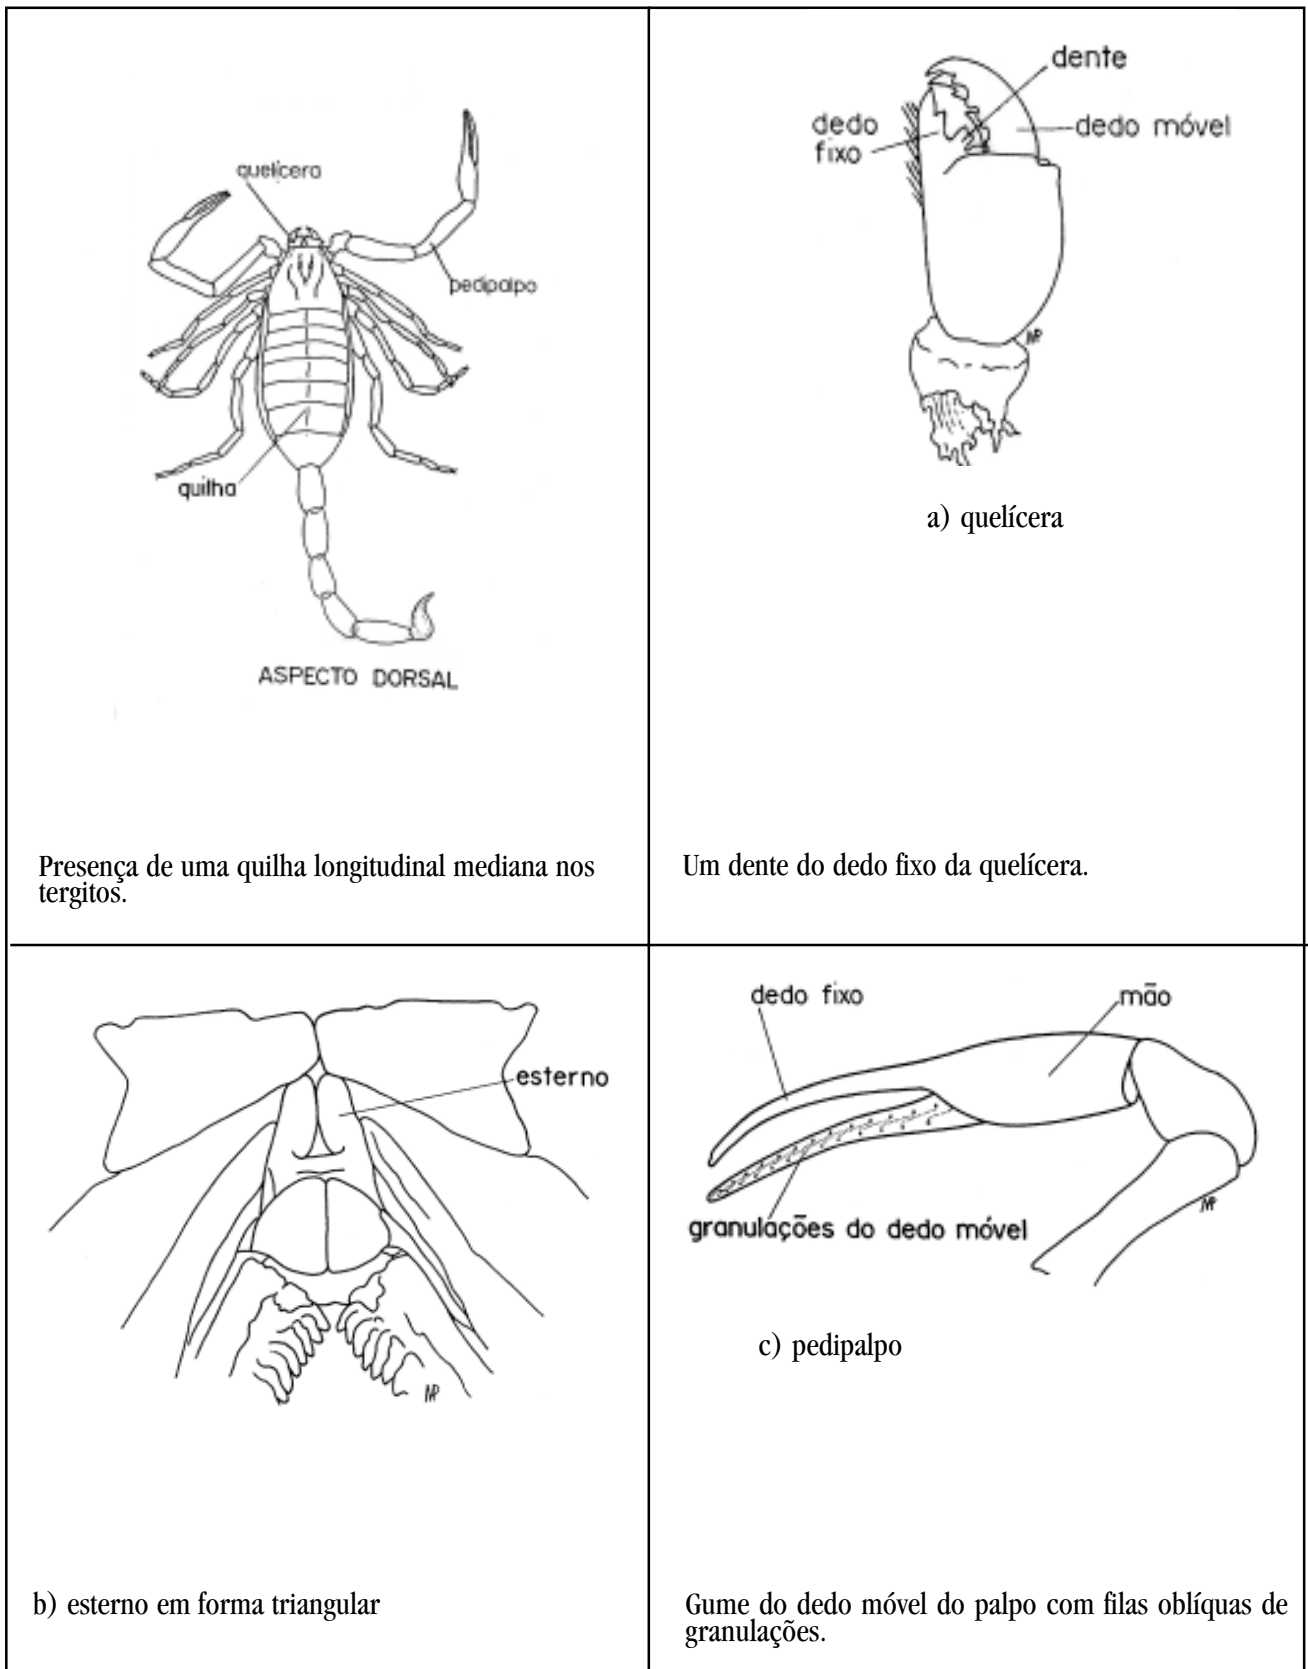 quelícera
pedipalpo
quilha
ASPECTO DORSAL
Presença de uma quilha longitudinal mediana nos
tergitos.
dente
dedo
fixo
dedo móvel
a) quelícera
Um dente do dedo fixo da quelícera.
esterno
b) esterno em forma triangular
dedo fixo
mão
granulações do dedo móvel
c) pedipalpo
Gume do dedo móvel do palpo com filas oblíquas de
granulações.